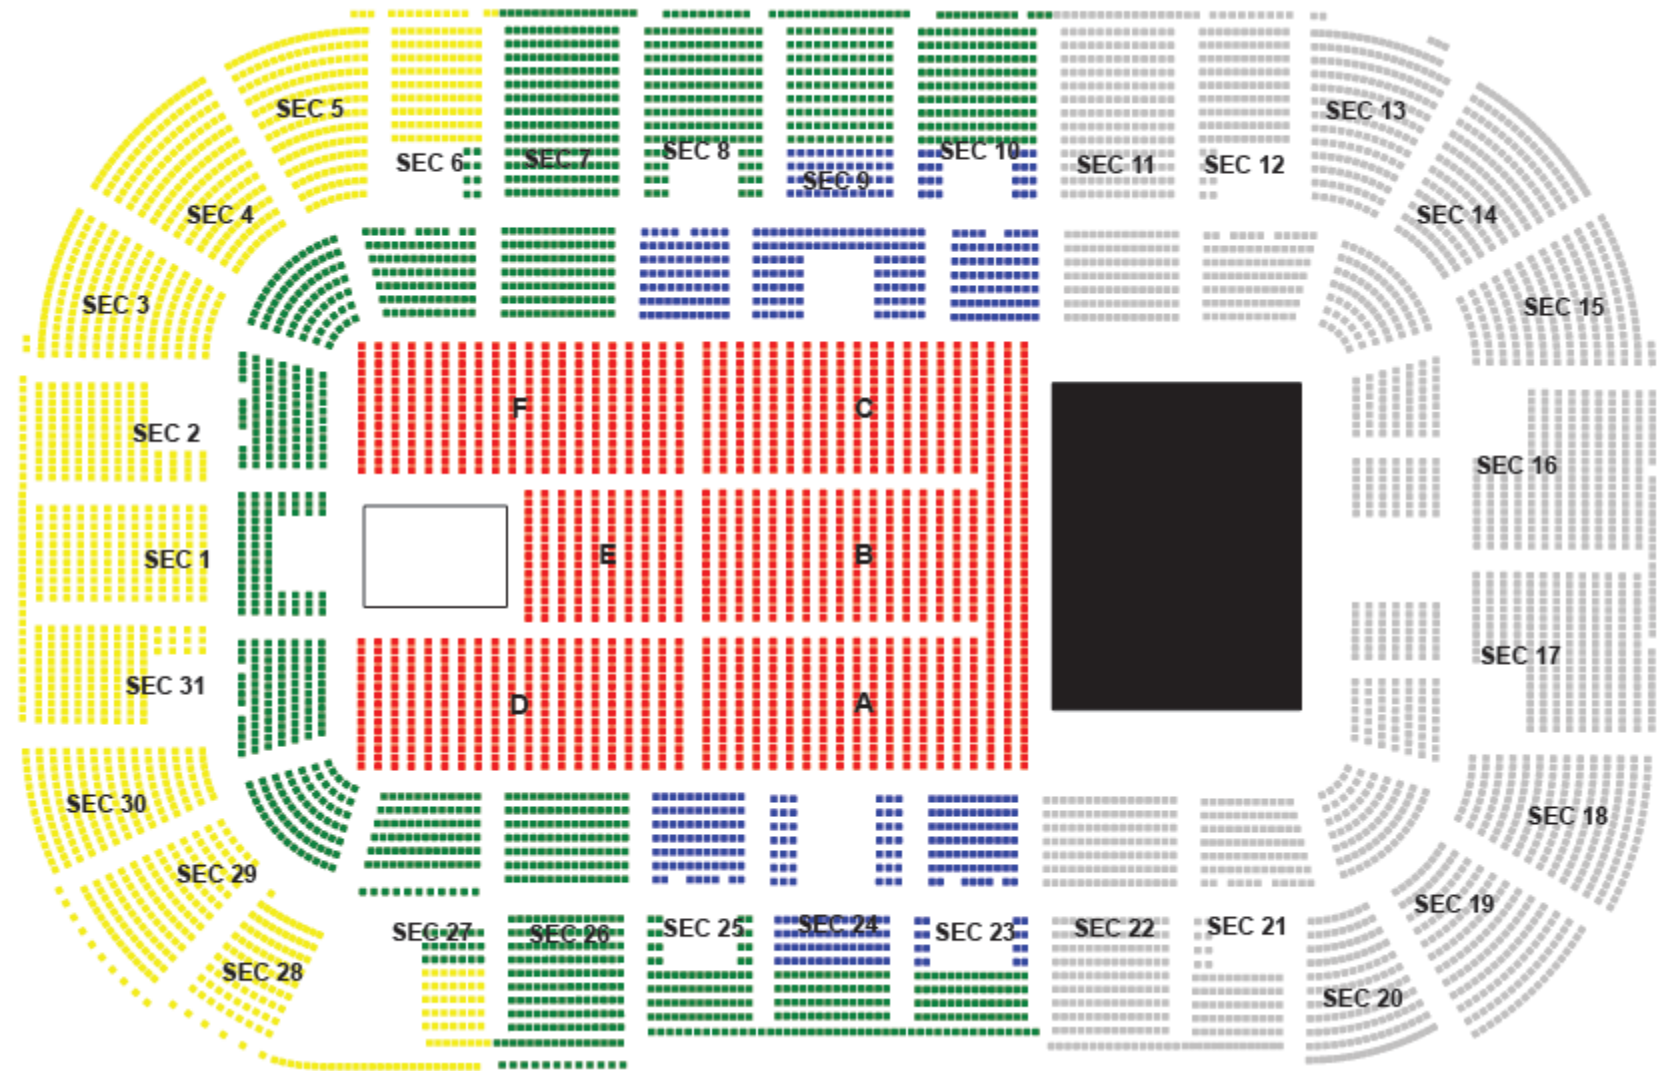 SEC 5
SEC 13
SEC 6
SEC 7
SEC 8
SEC 9
SEC 10
SEC 11
SEC 12
SEC 4
SEC 14
SEC 3
SEC 15
F
C
SEC 2
SEC 16
SEC 1
E
B
SEC 31
SEC 17
D
A
SEC 30
SEC 18
SEC 29
SEC 19
SEC 27
SEC 26
SEC 25
SEC 24
SEC 23
SEC 22
SEC 21
SEC 28
SEC 20